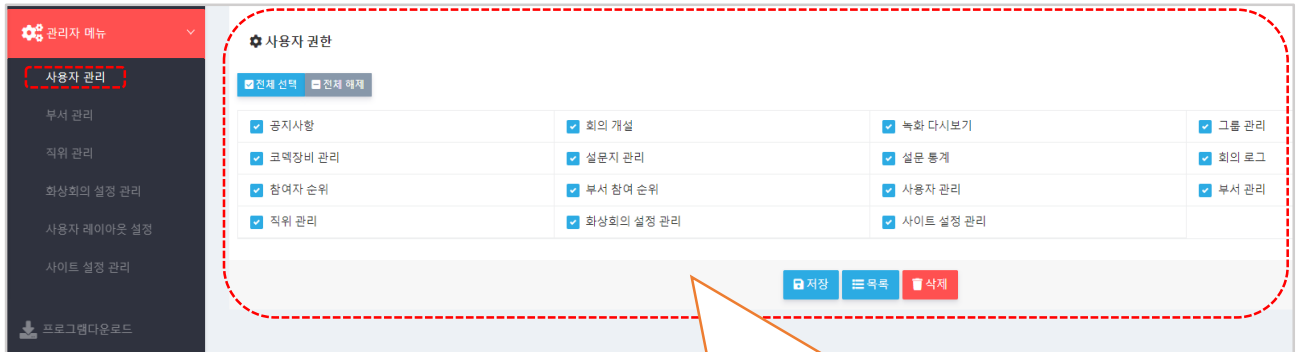 관리자 메뉴
사용자 관리
부서 관리
직위 관리
화상회의 설정 관리
사용자 레이아웃 설정
사이트 설정 관리
프로그램다운로드
사용자 권한
전체 선택 전체 해제
공지사항 회의 개설 녹화 다시보기 그룹 관리
코덱장비 관리 설문지 관리 설문 통계 회의 로그
참여자 순위 부서 참여 순위 사용자 관리 부서 관리
직위 관리 화상회의 설정 관리 사이트 설정 관리
저장 목록 삭제